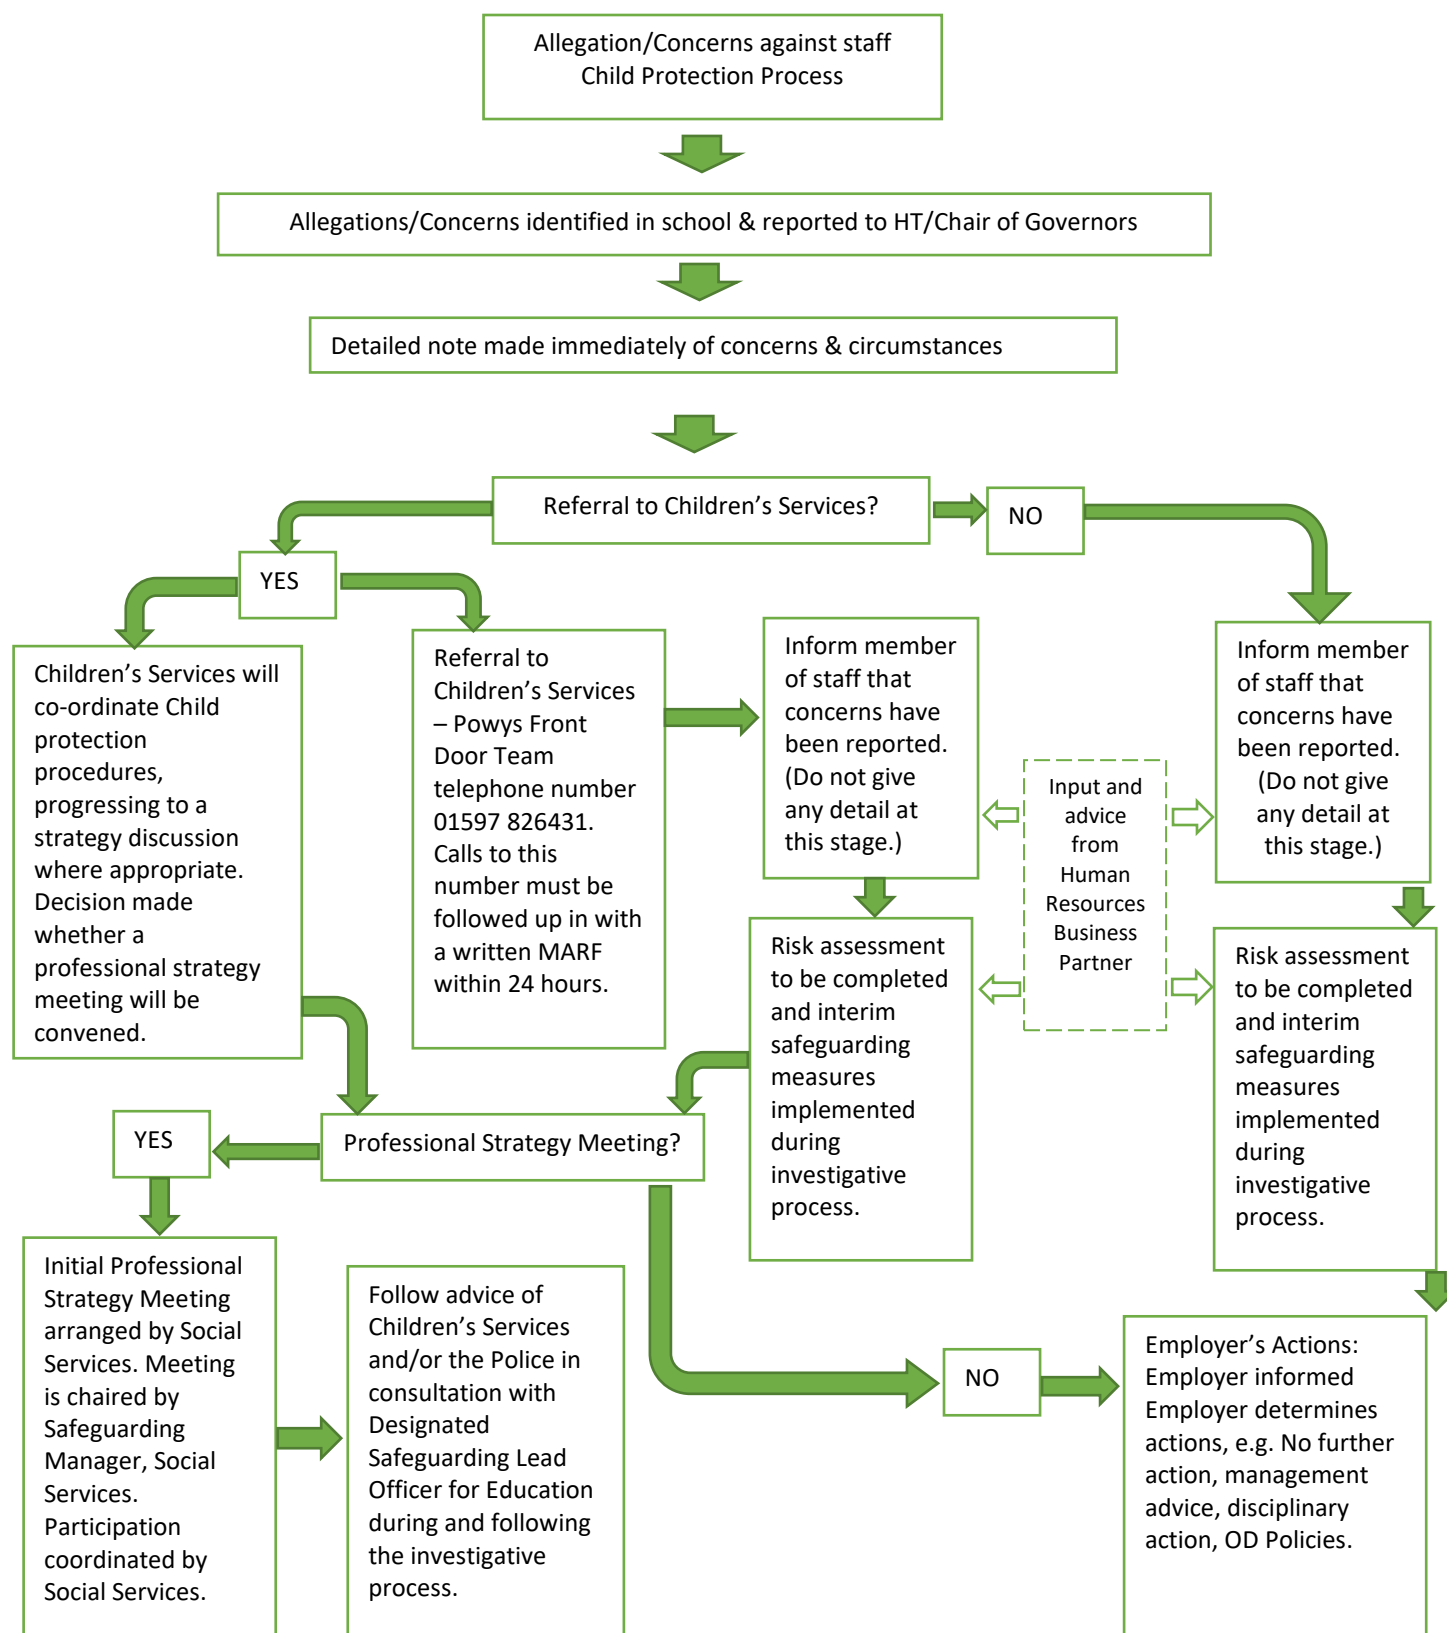 Allegation/Concerns against staff
Child Protection Process
Allegations/Concerns identified in school & reported to HT/Chair of Governors
Detailed note made immediately of concerns & circumstances
Referral to Children’s Services?
NO
YES
Children’s Services will
co-ordinate Child
protection
procedures,
progressing to a
strategy discussion
where appropriate.
Decision made
whether a
professional strategy
meeting will be
convened.
Referral to
Children’s Services
– Powys Front
Door Team
telephone number
01597 826431.
Calls to this
number must be
followed up in with
a written MARF
within 24 hours.
Inform member
of staff that
concerns have
been reported.
(Do not give
any detail at
this stage.)
Input and
advice
from
Human
Resources
Business
Partner
Inform member
of staff that
concerns have
been reported.
(Do not give
any detail at
this stage.)
Risk assessment
to be completed
and interim
safeguarding
measures
implemented
during
investigative
process.
Risk assessment
to be completed
and interim
safeguarding
measures
implemented
during
investigative
process.
YES
Professional Strategy Meeting?
Initial Professional
Strategy Meeting
arranged by Social
Services. Meeting
is chaired by
Safeguarding
Manager, Social
Services.
Participation
coordinated by
Social Services.
Follow advice of
Children’s Services
and/or the Police in
consultation with
Designated
Safeguarding Lead
Officer for Education
during and following
the investigative
process.
NO
Employer’s Actions:
Employer informed
Employer determines
actions, e.g. No further
action, management
advice, disciplinary
action, OD Policies.